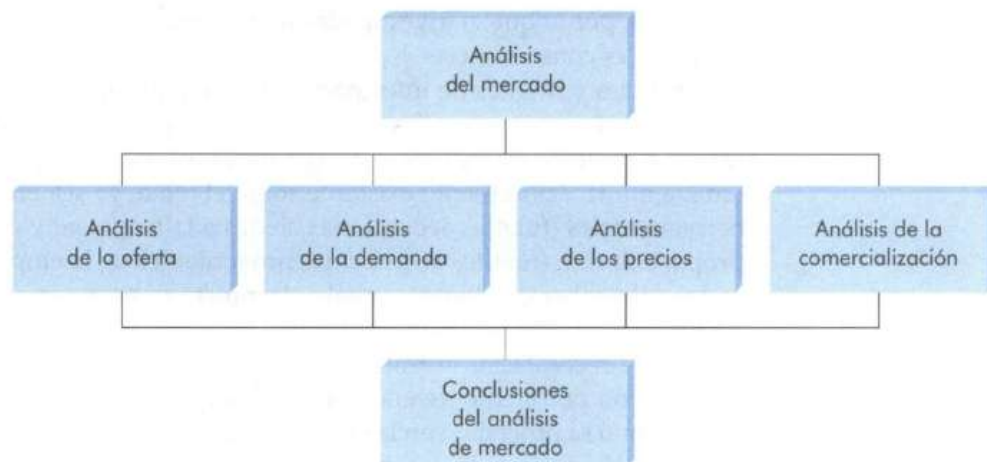 Análisis
del mercado
Análisis
de la oferta
Análisis
de la demanda
Análisis
de los precios
Análisis de la
comercialización
Conclusiones
del análisis
de mercado